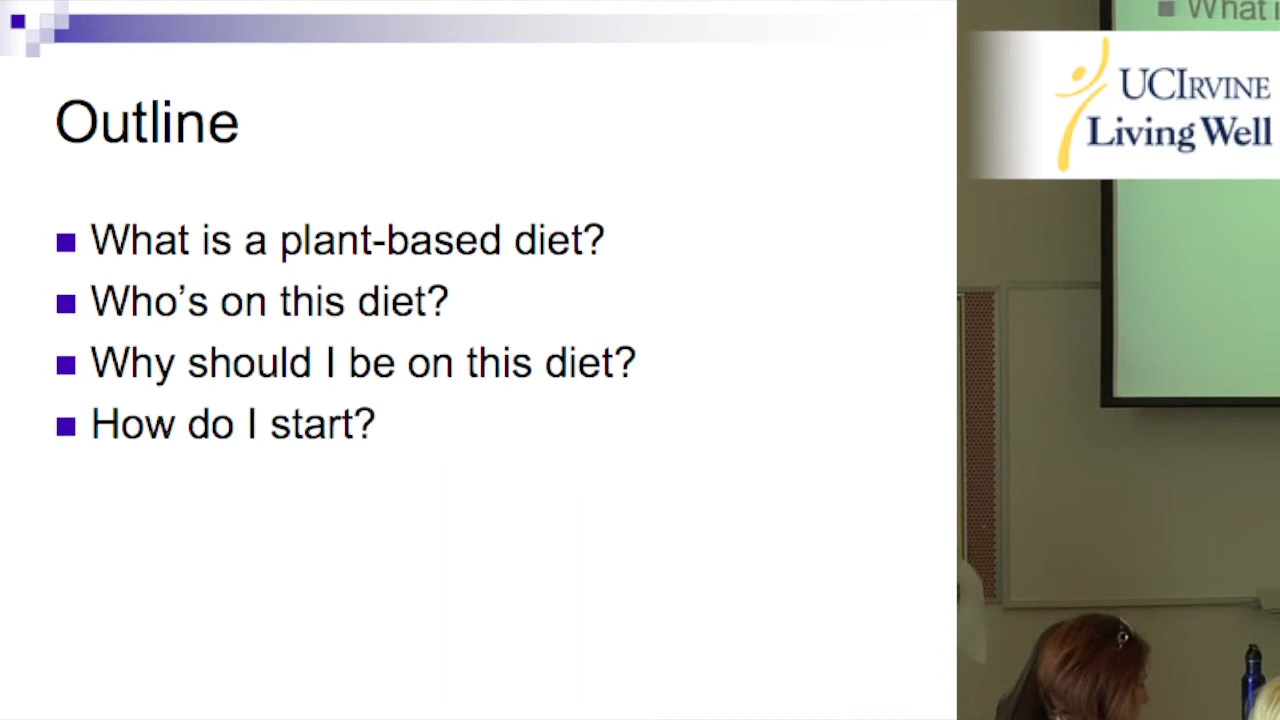 Outline
What is a plant-based diet?
Who's on this diet?
Why should I be on this diet?
How do I start?
What i
UCIRVINE
Living Well